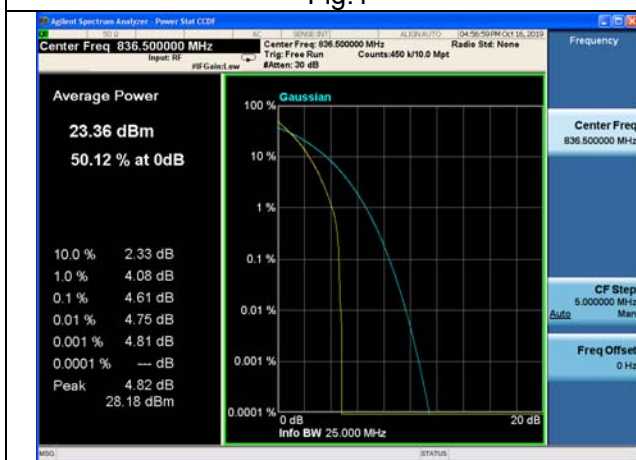 Fig.1
Agilent Spectrum Analyzer - Power Stat CCDF
50 Ω AC SENSE:INT ALIGNAUTO 04:56:59PM Oct 16, 2019
Center Freq 836.500000 MHz
Input: RF
#IFGain:Low
Center Freq: 836.500000 MHz
Radio Std: None
Trig: Free Run
Counts:450 k/10.0 Mpt
#Atten: 30 dB
Frequency
Average Power
23.36 dBm
50.12 % at 0dB
10.0 % 2.33 dB
1.0 % 4.08 dB
0.1 % 4.61 dB
0.01 % 4.75 dB
0.001 % 4.81 dB
0.0001 % --- dB
Peak 4.82 dB
28.18 dBm
Gaussian
100 %
10 %
1 %
0.1 %
0.01 %
0.001 %
0.0001 %
0 dB
20 dB
Info BW 25.000 MHz
Center Freq
836.500000 MHz
CF Step
5.000000 MHz
Auto Man
Freq Offset
0 Hz
MSG
STATUS